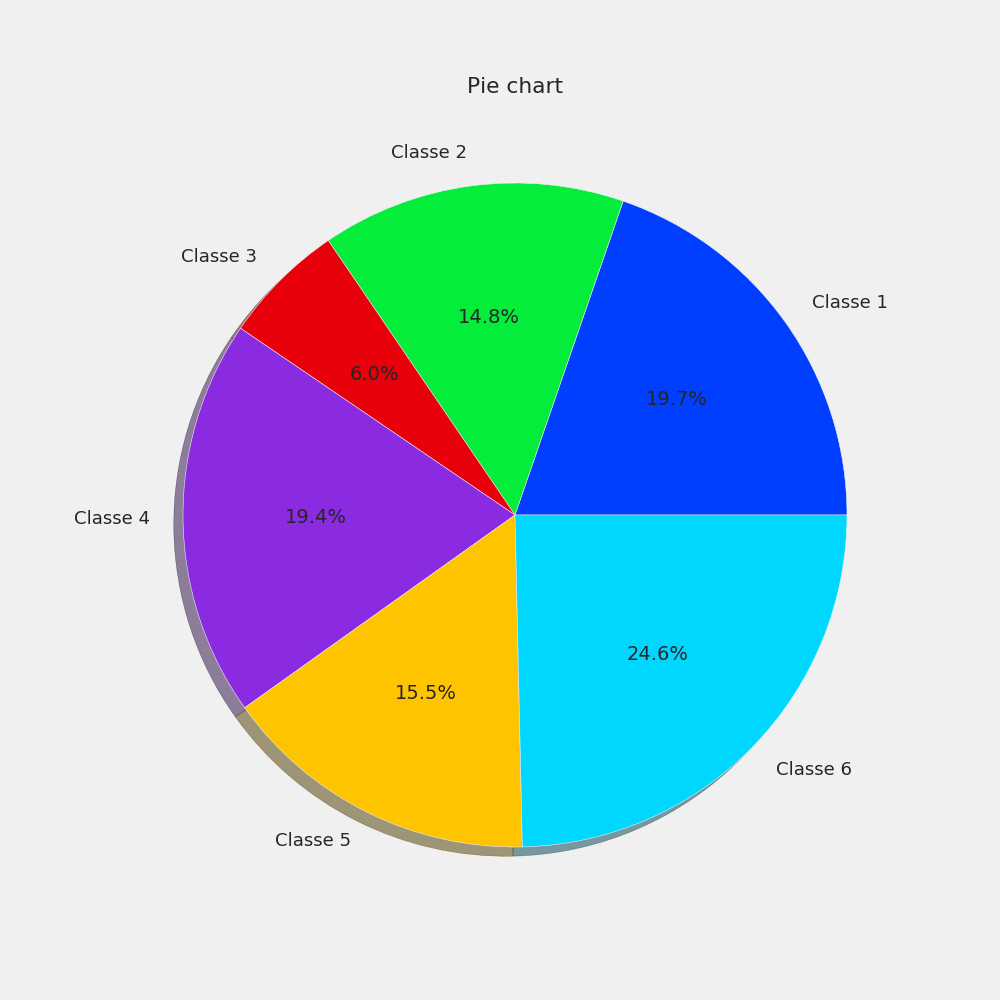 Pie chart
Classe 1
19.7%
Classe 2
14.8%
Classe 3
6.0%
Classe 4
19.4%
Classe 5
15.5%
Classe 6
24.6%